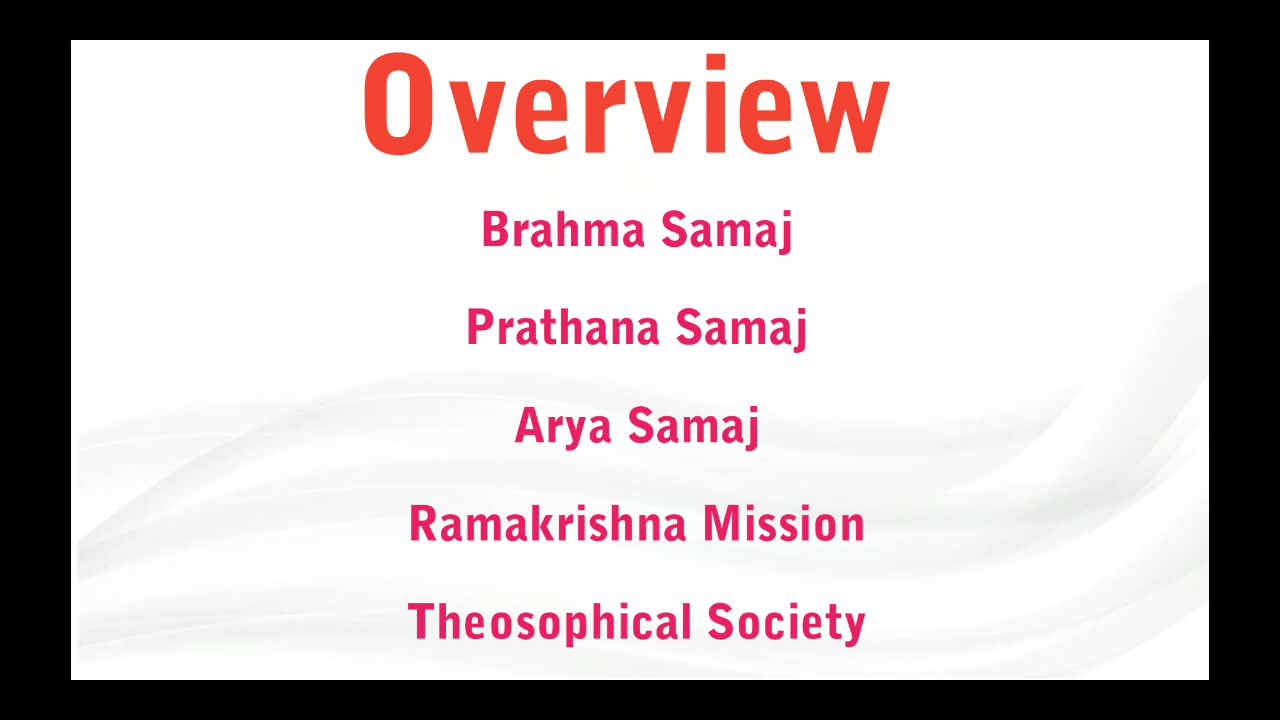 Overview
Brahma Samaj
Prathana Samaj
Arya Samaj
Ramakrishna Mission
Theosophical Society